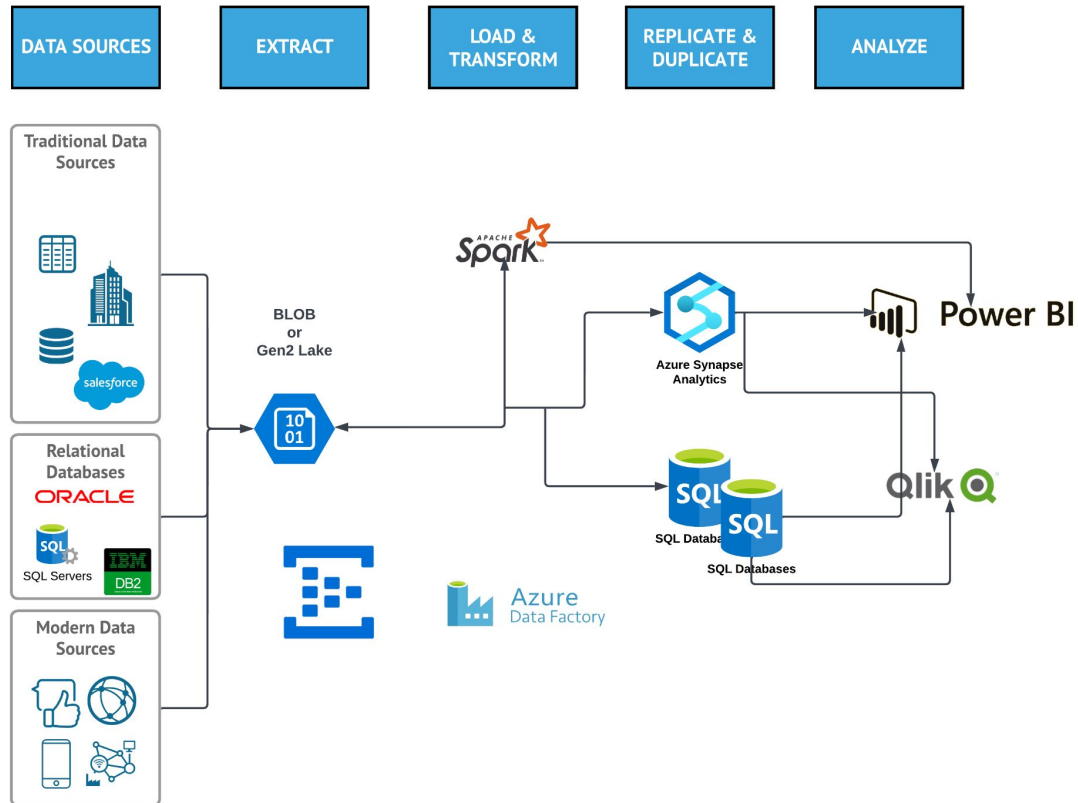 DATA SOURCES
EXTRACT
LOAD &
TRANSFORM
REPLICATE &
DUPLICATE
ANALYZE
Traditional Data
Sources
salesforce
Relational
Databases
ORACLE
SQL
SQL Servers
IBM
DB2
Modern Data
Sources
BLOB
or
Gen2 Lake
10
01
APACHE
Spark
Azure
Data Factory
Azure Synapse
Analytics
SQL
SQL Databa
SQL
SQL Databases
Power BI
Qlik